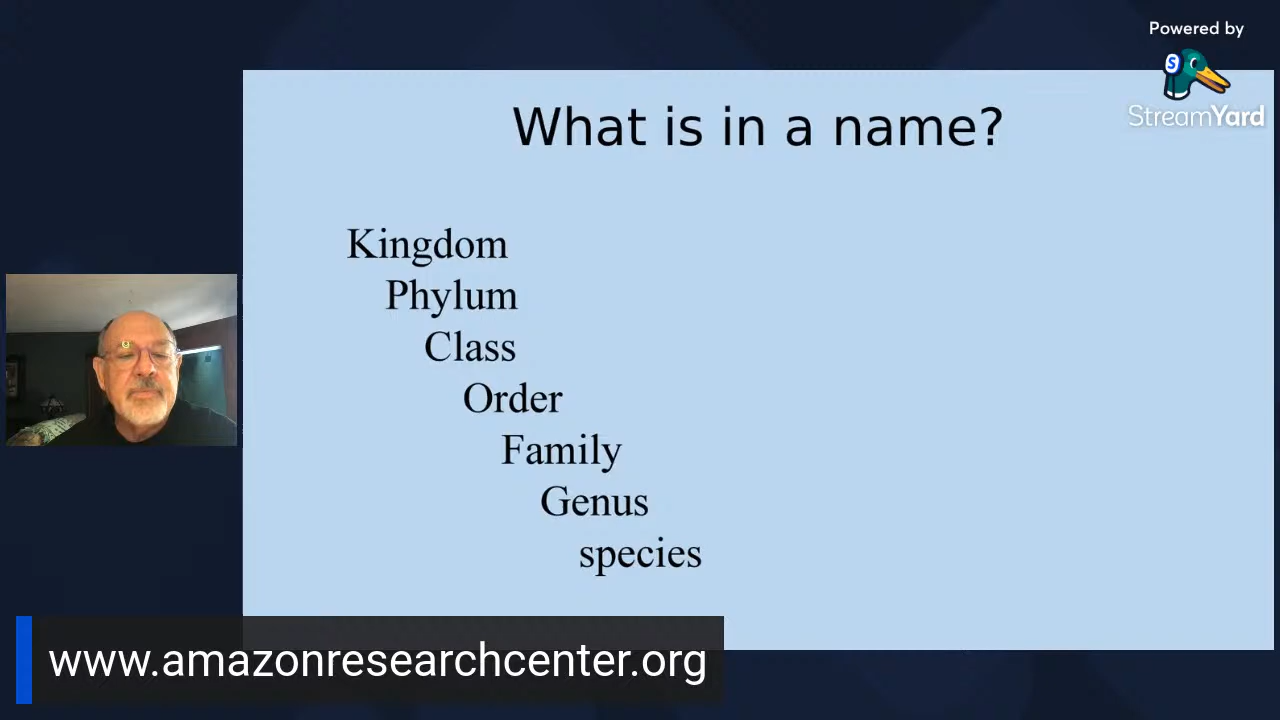 Powered by
StreamYard
What is in a name?
Kingdom
Phylum
Class
Order
Family
Genus
species
www.amazonresearchcenter.org